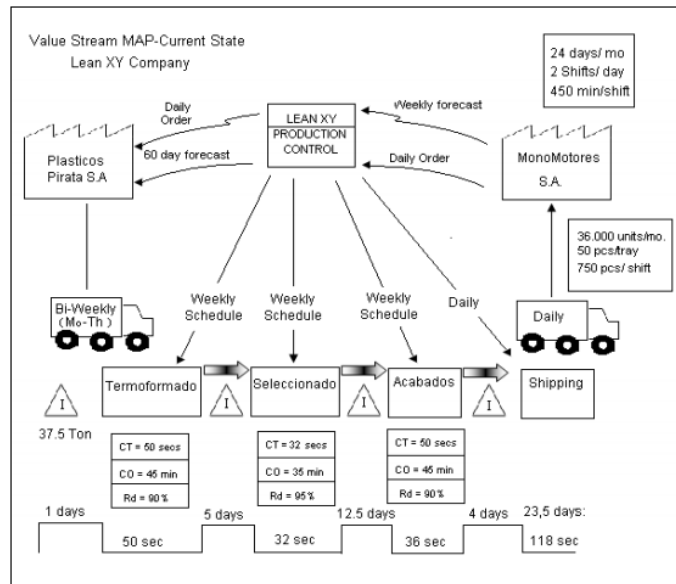 Value Stream MAP-Current State
Lean XY Company
24 days/ mo
2 Shifts/ day
450 min/shift
Daily
Order
Weekly forecast
LEAN XY
PRODUCTION
CONTROL
60 day forecast
Daily Order
Plasticos
Pirata S.A
MonoMotores
S.A.
36.000 units/mo.
50 pcs/tray
750 pcs/ shift
Bi-Weekly
(Mo-Th)
Weekly
Schedule
Weekly
Schedule
Weekly
Schedule
Daily
Daily
Termoformado
Seleccionado
Acabados
Shipping
I
I
I
I
37.5 Ton
CT = 50 secs
CO = 45 min
Rd = 90%
CT = 32 secs
CO = 35 min
Rd = 95%
CT = 50 secs
CO = 45 min
Rd = 90%
1 days
5 days
12.5 days
4 days
23,5 days:
50 sec
32 sec
36 sec
118 sec